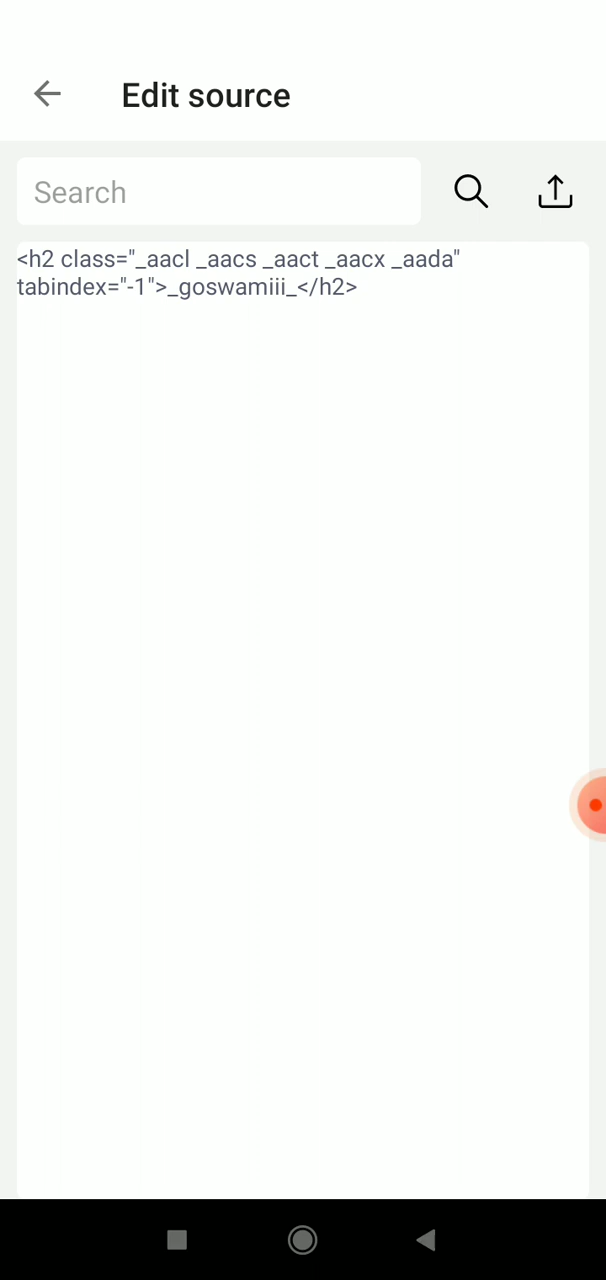 Edit source
Search
<h2 class="_aacl _aacs _aact _aacx _aada"
tabindex="-1">_goswamiii_</h2>